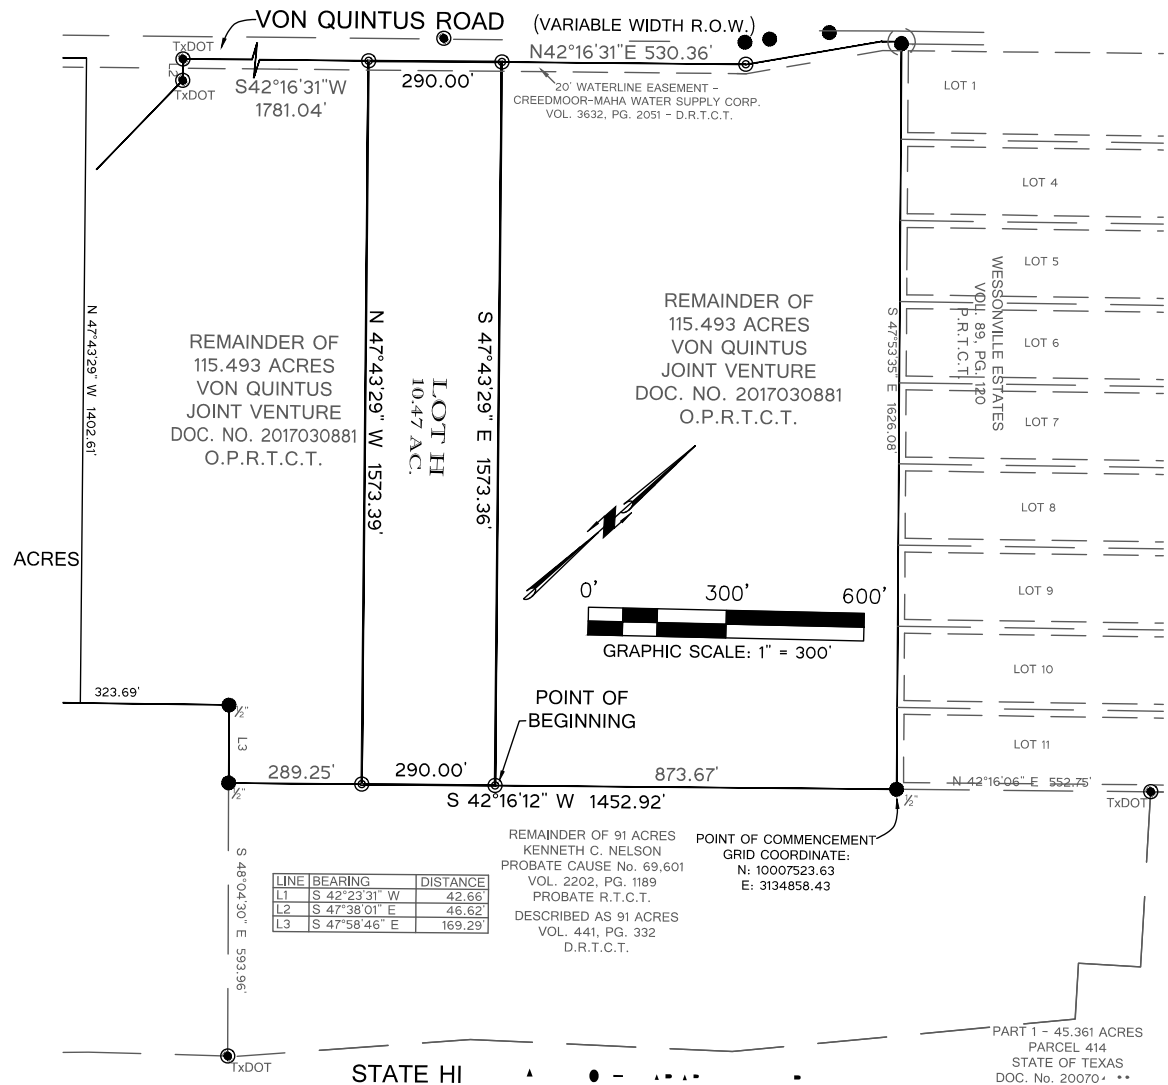 VON QUINTUS ROAD
(VARIABLE WIDTH R.O.W.)
TxDOT
L2
TxDOT
S42°16'31"W
1781.04'
290.00'
N42°16'31"E 530.36'
20' WATERLINE EASEMENT -
CREEDMOOR-MAHA WATER SUPPLY CORP.
VOL. 3632, PG. 2051 - D.R.T.C.T.
LOT 1
LOT 4
LOT 5
LOT 6
LOT 7
LOT 8
LOT 9
LOT 10
LOT 11
WESSONVILLE ESTATES
VOL. 89, PG. 120
P.R.T.C.T.
N 47°43'29" W 1402.61'
REMAINDER OF
115.493 ACRES
VON QUINTUS
JOINT VENTURE
DOC. NO. 2017030881
O.P.R.T.C.T.
N 47°43'29" W 1573.39'
LOT H
10.47 AC.
S 47°43'29" E 1573.36'
REMAINDER OF
115.493 ACRES
VON QUINTUS
JOINT VENTURE
DOC. NO. 2017030881
O.P.R.T.C.T.
S 47°53'35" E 1626.08'
ACRES
0' 300' 600'
GRAPHIC SCALE: 1" = 300'
323.69'
½"
L3
½"
POINT OF
BEGINNING
289.25'
290.00'
873.67'
S 42°16'12" W 1452.92'
½"
N 42°16'06" E 552.75'
TxDOT
POINT OF COMMENCEMENT
GRID COORDINATE:
N: 10007523.63
E: 3134858.43
REMAINDER OF 91 ACRES
KENNETH C. NELSON
PROBATE CAUSE No. 69,601
VOL. 2202, PG. 1189
PROBATE R.T.C.T.
DESCRIBED AS 91 ACRES
VOL. 441, PG. 332
D.R.T.C.T.
S 48°04'30" E 593.96'
LINE BEARING DISTANCE
L1 S 42°23'31" W 42.66'
L2 S 47°38'01" E 46.62'
L3 S 47°58'46" E 169.29'
TxDOT
PART 1 - 45.361 ACRES
PARCEL 414
STATE OF TEXAS
DOC. No. 20070
STATE HI